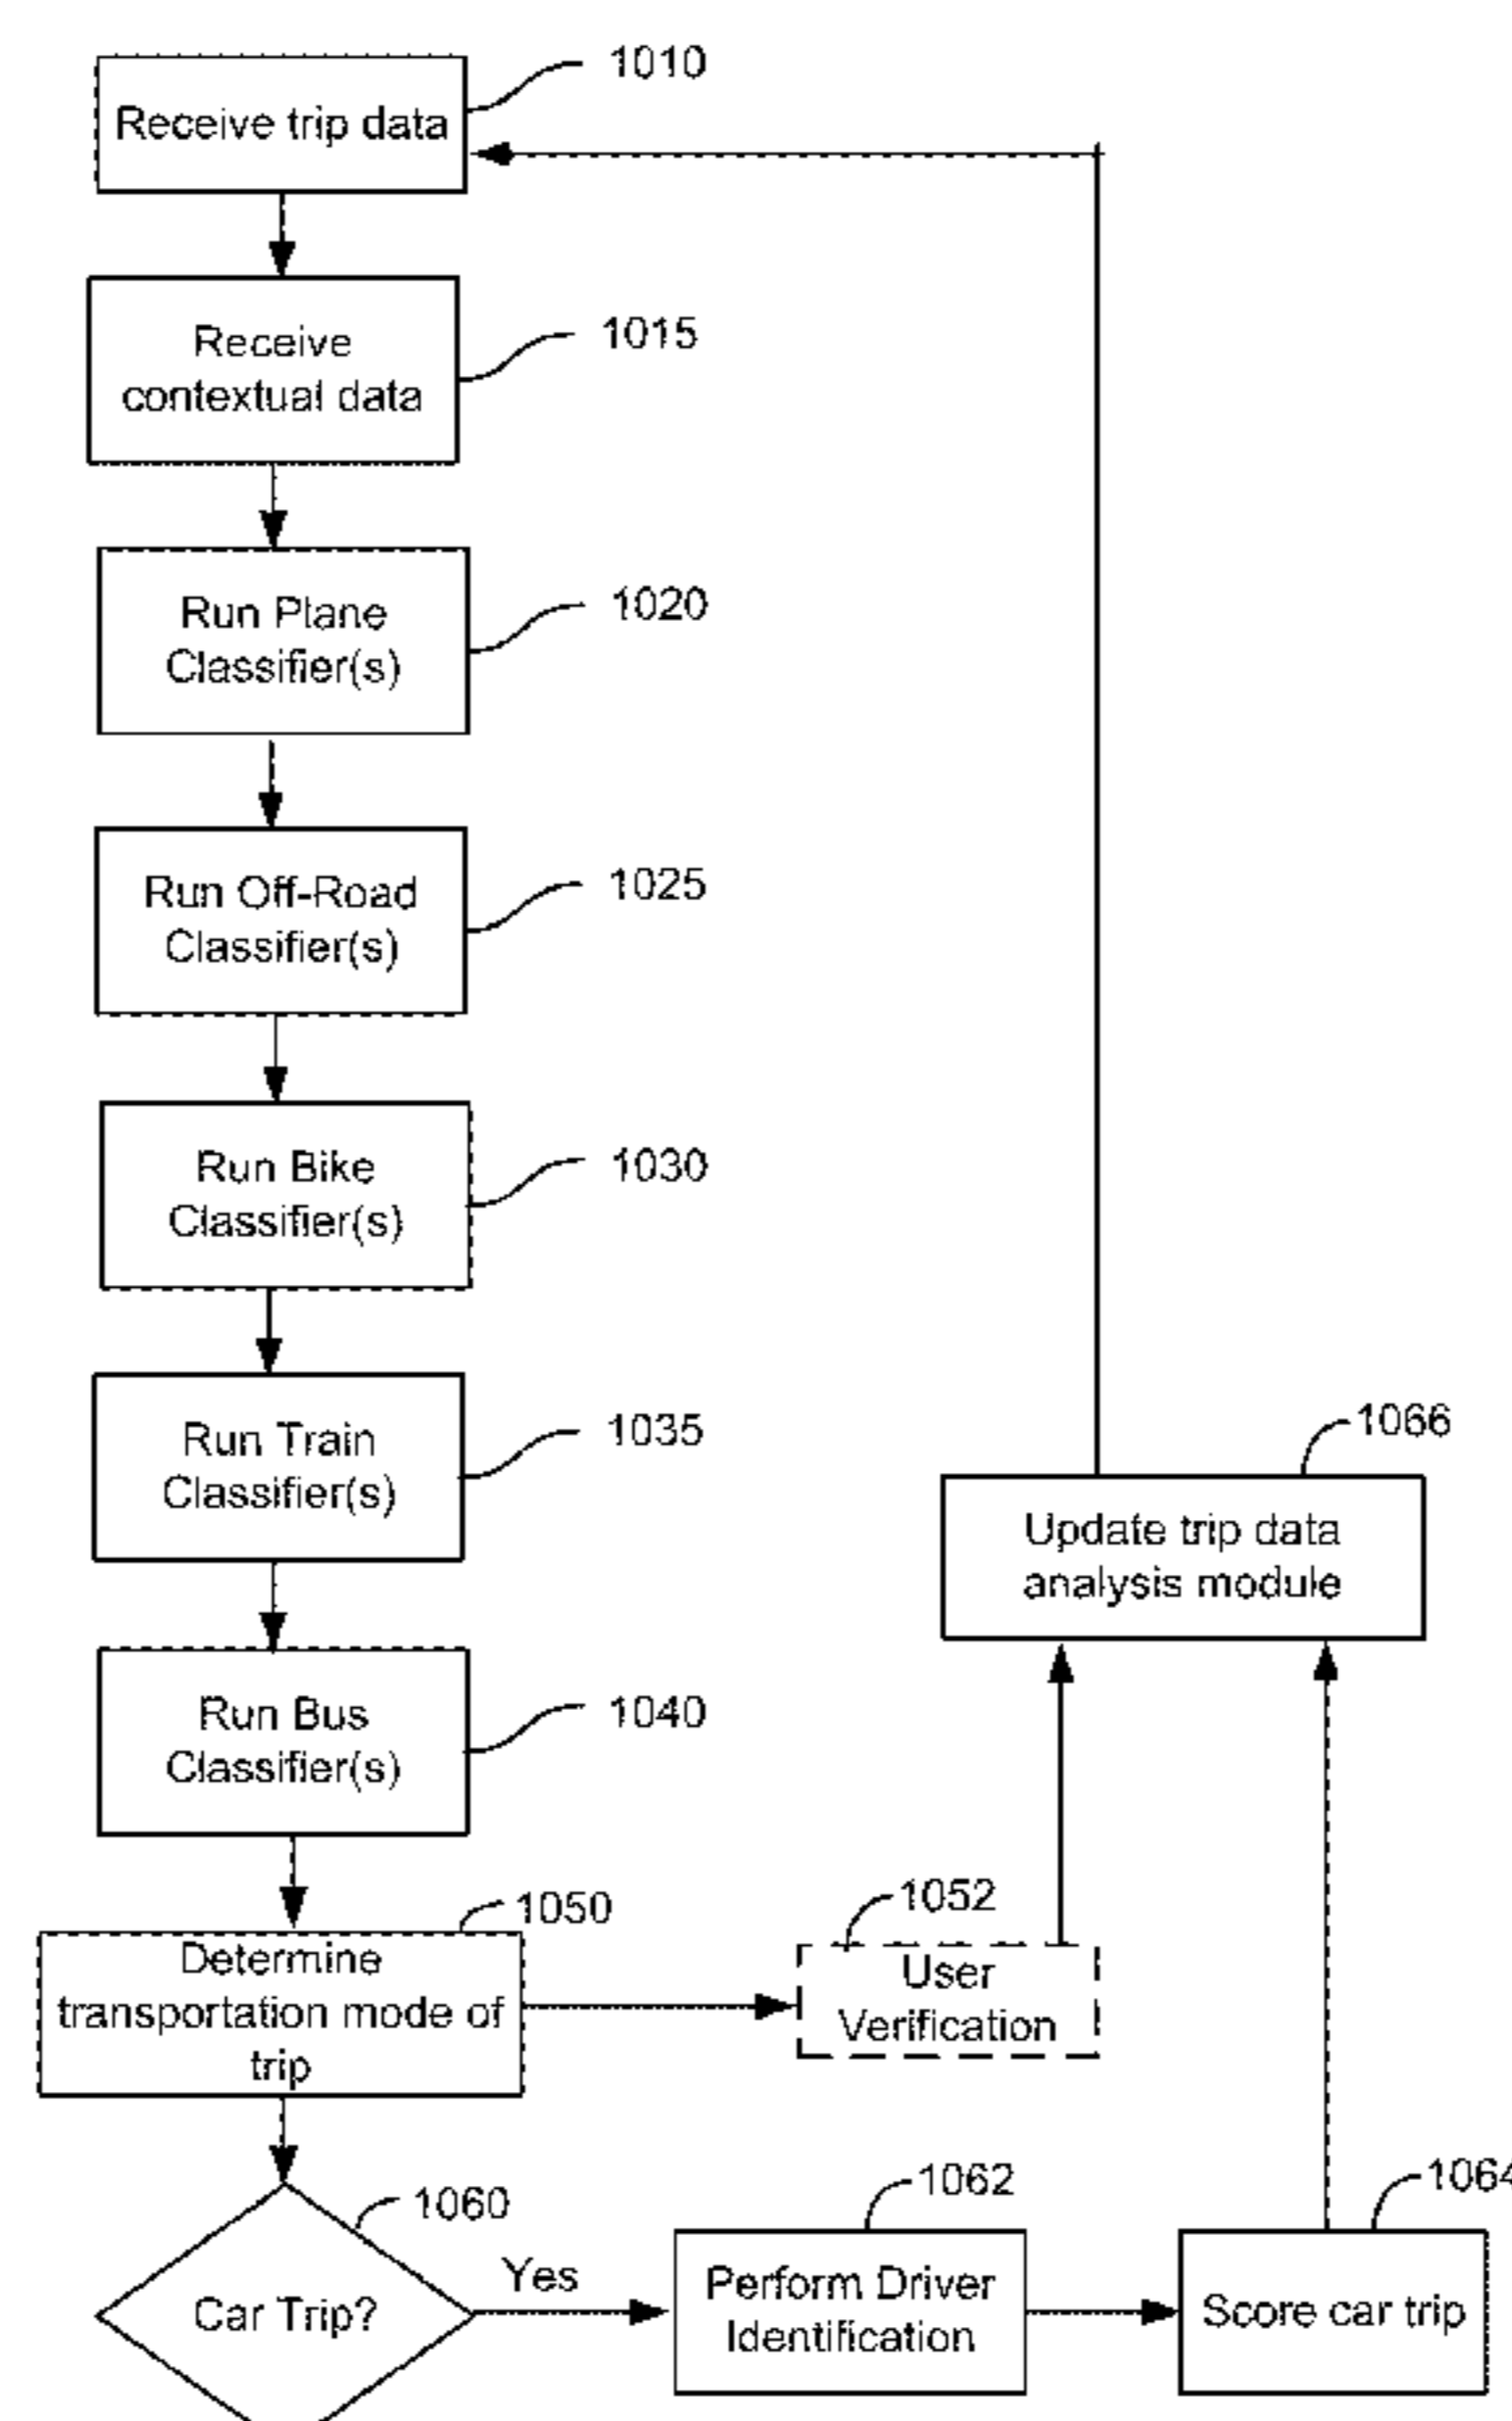 1010
Receive trip data
1015
Receive
contextual data
1020
Run Plane
Classifier(s)
1025
Run Off-Road
Classifier(s)
1030
Run Bike
Classifier(s)
1035
Run Train
Classifier(s)
1066
Update trip data
analysis module
1040
Run Bus
Classifier(s)
1050
Determine
transportation mode of
trip
1052
User
Verification
1060
Car Trip?
Yes
1062
Perform Driver
Identification
1064
Score car trip